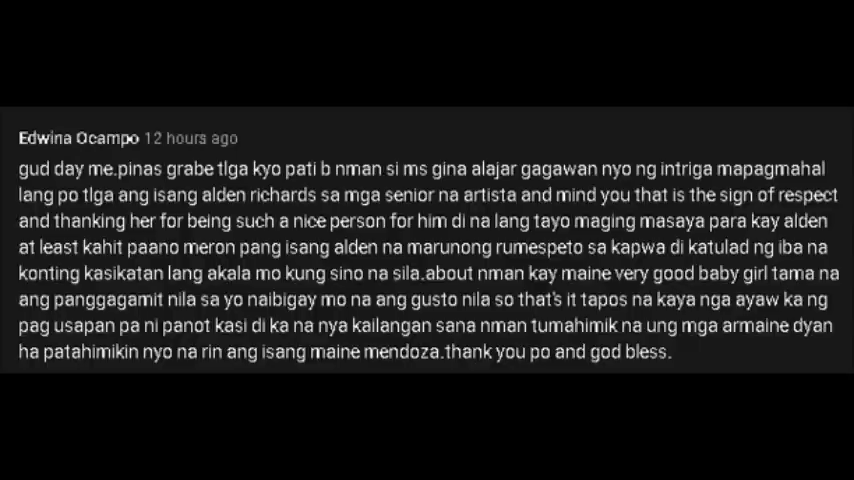 Edwina Ocampo 12 hours ago
gud day me.pinas grabe tlga kyo pati b nman si ms gina alajar gagawan nyo ng intriga mapagmahal
lang po tlga ang isang alden richards sa mga senior na artista and mind you that is the sign of respect
and thanking her for being such a nice person for him di na lang tayo maging masaya para kay alden
at least kahit paano meron pang isang alden na marunong rumespeto sa kapwa di katulad ng iba na
konting kasikatan lang akala mo kung sino na sila.about nman kay maine very good baby girl tama na
ang panggagamit nila sa yo naibigay mo na ang gusto nila so that's it tapos na kaya nga ayaw ka ng
pag usapan pa ni panot kasi di ka na nya kailangan sana nman tumahimik na ung mga armaine dyan
ha patahimikin nyo na rin ang isang maine mendoza.thank you po and god bless.